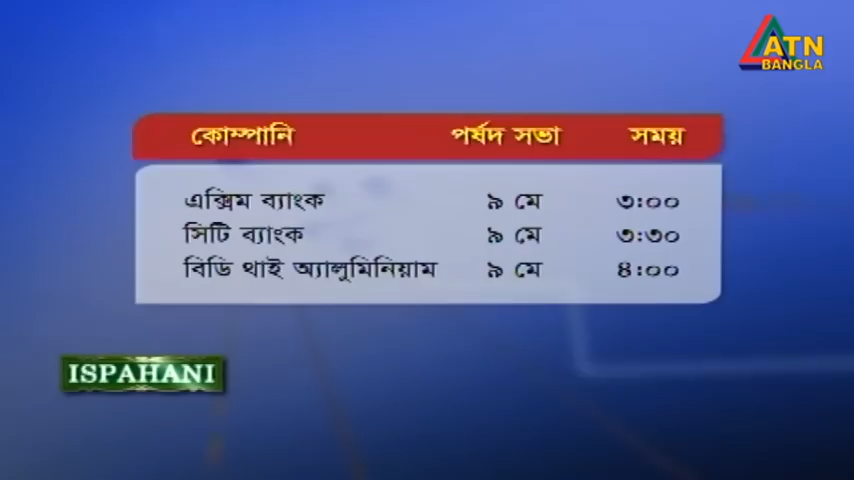 ATN
BANGLA
কোম্পানি পর্ষদ সভা সময়
এক্সিম ব্যাংক ৯ মে ৩:০০
সিটি ব্যাংক ৯ মে ৩:৩০
বিডি থাই অ্যালুমিনিয়াম ৯ মে ৪:০০
ISPAHANI